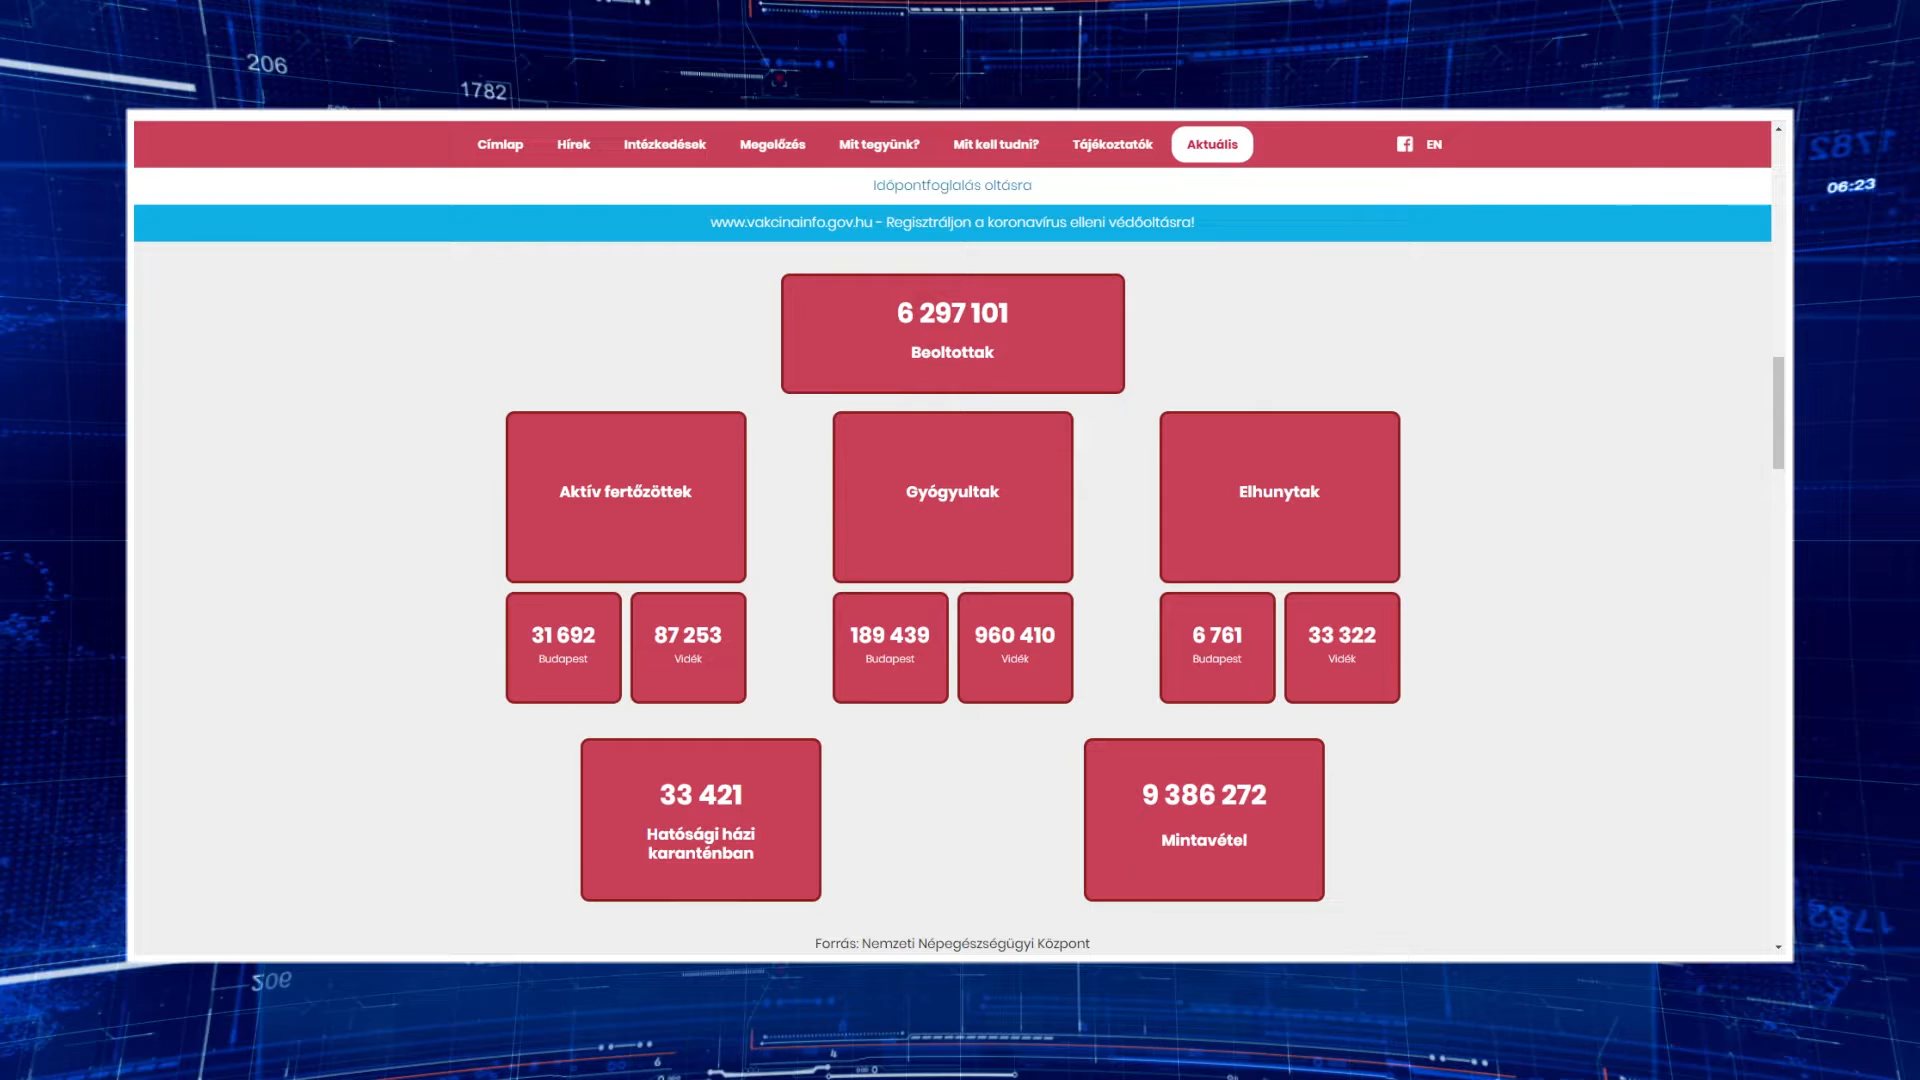 206
1782
Címlap Hírek Intézkedések Megelőzés Mit tegyünk? Mit kell tudni? Tájékoztatók Aktuális EN
1782
06:23
Időpontfoglalás oltásra
www.vakcinainfo.gov.hu - Regisztráljon a koronavírus elleni védőoltásra!
6 297 101
Beoltottak
Aktív fertőzöttek
Gyógyultak
Elhunytak
31 692
Budapest
87 253
Vidék
189 439
Budapest
960 410
Vidék
6 761
Budapest
33 322
Vidék
33 421
Hatósági házi
karanténban
9 386 272
Mintavétel
Forrás: Nemzeti Népegészségügyi Központ
1782
206